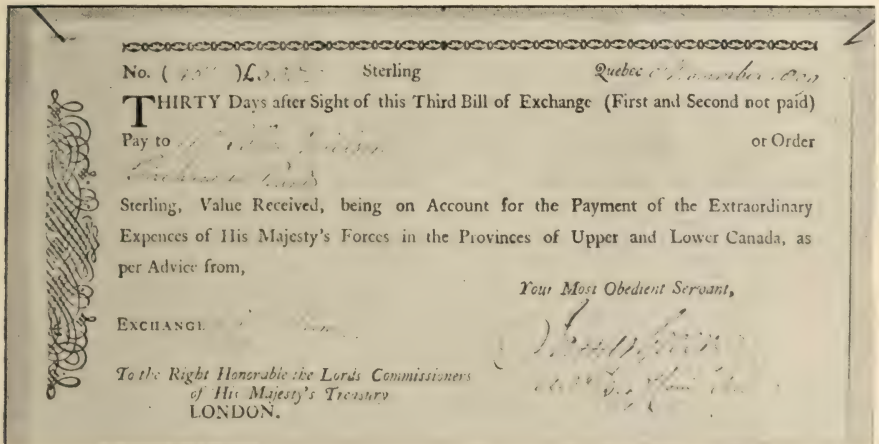 No. ( )£ Sterling Quebec
THIRTY Days after Sight of this Third Bill of Exchange (First and Second not paid)
Pay to or Order
Sterling, Value Received, being on Account for the Payment of the Extraordinary
Expences of His Majesty's Forces in the Provinces of Upper and Lower Canada, as
per Advice from,
Your Most Obedient Servant,
EXCHANGE
To the Right Honorable the Lords Commissioners
of His Majesty's Treasury
LONDON.